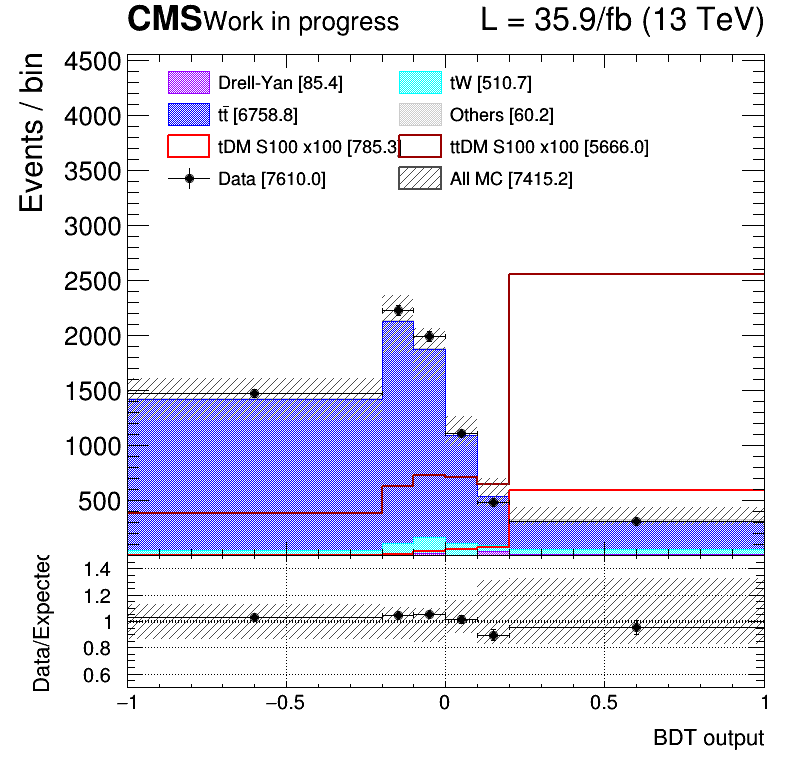 CMS Work in progress L = 35.9/fb (13 TeV)
Events / bin
4500
4000
3500
3000
2500
2000
1500
1000
500
Drell-Yan [85.4] tW [510.7]
tt̄ [6758.8] Others [60.2]
tDM S100 x100 [785.3] ttDM S100 x100 [5666.0]
Data [7610.0] All MC [7415.2]
Data/Expected
1.4
1.2
1
0.8
0.6
−1 −0.5 0 0.5 1
BDT output